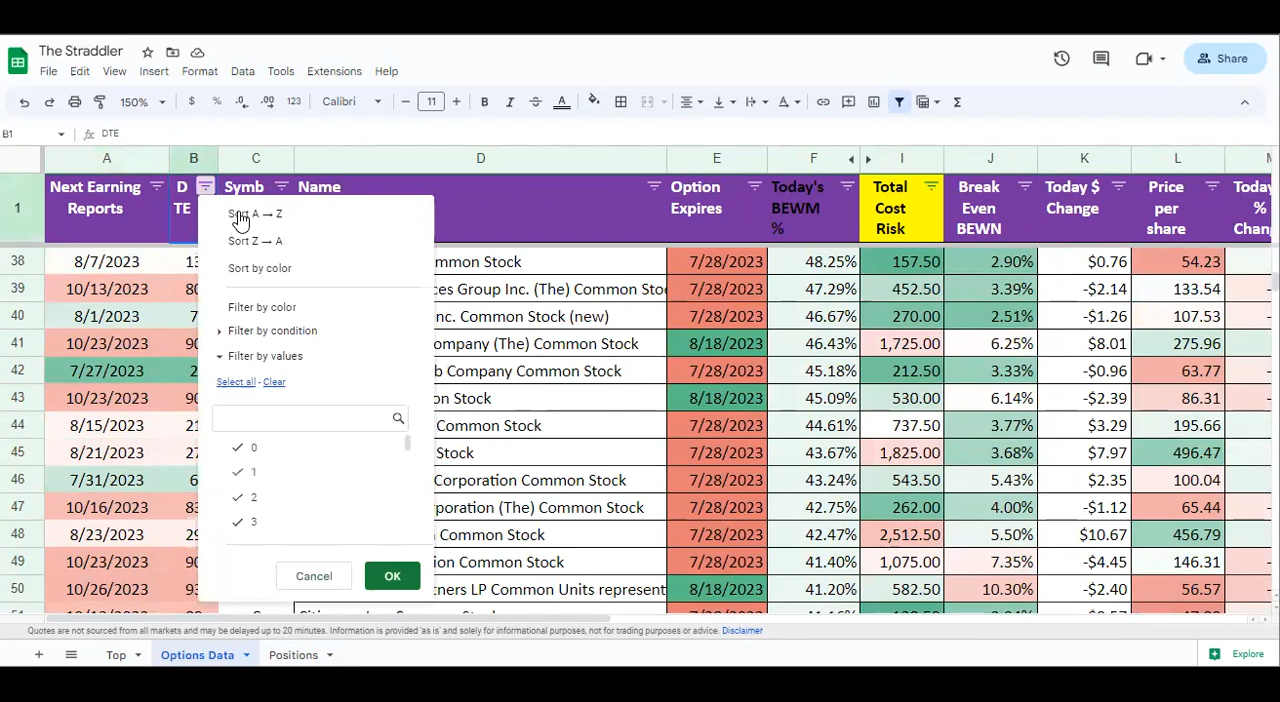 The Straddler
File Edit View Insert Format Data Tools Extensions Help
Share
150% $ % .0 .00 123 Calibri 11 B I A
B1 fx DTE
A B C D E F I J K L
Next Earning Reports
D TE
Symb
Name
Option Expires
Today's BEWM %
Total Cost Risk
Break Even BEWN
Today $ Change
Price per share
Today % Chang
1
38 8/7/2023 13 mmon Stock 7/28/2023 48.25% 157.50 2.90% $0.76 54.23
39 10/13/2023 80 ces Group Inc. (The) Common Stoc 7/28/2023 47.29% 452.50 3.39% -$2.14 133.54
40 8/1/2023 7 nc. Common Stock (new) 7/28/2023 46.67% 270.00 2.51% -$1.26 107.53
41 10/23/2023 90 ompany (The) Common Stock 8/18/2023 46.43% 1,725.00 6.25% $8.01 275.96
42 7/27/2023 2 b Company Common Stock 7/28/2023 45.18% 212.50 3.33% -$0.96 63.77
43 10/23/2023 90 on Stock 8/18/2023 45.09% 530.00 6.14% -$2.39 86.31
44 8/15/2023 21 Common Stock 7/28/2023 44.61% 737.50 3.77% -$3.29 195.66
45 8/21/2023 27 Stock 7/28/2023 43.67% 1,825.00 3.68% $7.97 496.47
46 7/31/2023 6 Corporation Common Stock 7/28/2023 43.24% 543.50 5.43% $2.35 100.04
47 10/16/2023 83 orporation (The) Common Stock 7/28/2023 42.75% 262.00 4.00% -$1.12 65.44
48 8/23/2023 29 Common Stock 7/28/2023 42.47% 2,512.50 5.50% $10.67 456.79
49 10/23/2023 90 tion Common Stock 7/28/2023 41.40% 1,075.00 7.35% -$4.45 146.31
50 10/26/2023 93 tners LP Common Units represent 8/18/2023 41.20% 582.50 10.30% -$2.40 56.57
Sort A → Z
Sort Z → A
Sort by color
Filter by color
Filter by condition
Filter by values
Select all - Clear
0
1
2
3
Cancel OK
Quotes are not sourced from all markets and may be delayed up to 20 minutes. Information is provided 'as is' and solely for informational purposes, not for trading purposes or advice. Disclaimer
Top Options Data Positions Explore